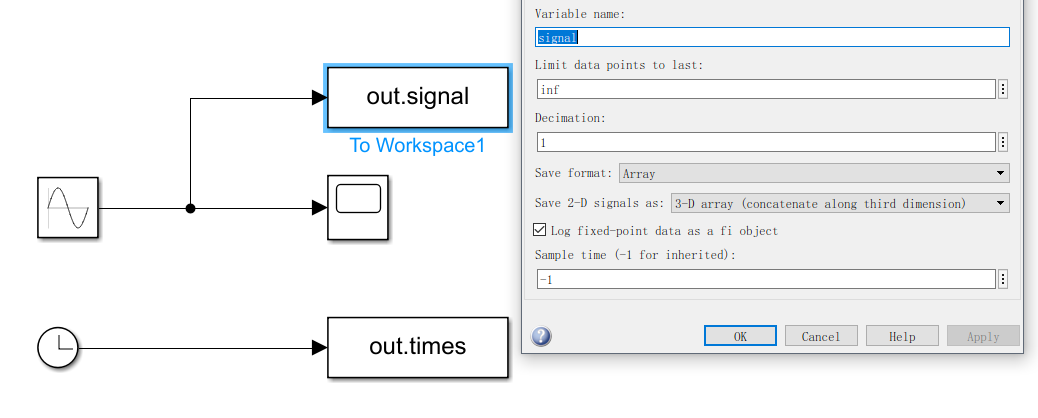 out.signal
To Workspace1
out.times
Variable name:
signal
Limit data points to last:
inf
Decimation:
1
Save format: Array
Save 2-D signals as: 3-D array (concatenate along third dimension)
Log fixed-point data as a fi object
Sample time (-1 for inherited):
-1
? OK Cancel Help Apply